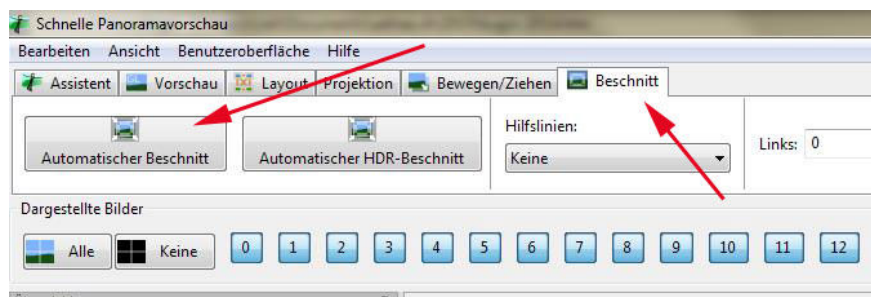 Schnelle Panoramavorschau
Bearbeiten Ansicht Benutzeroberfläche Hilfe
Assistent Vorschau Layout Projektion Bewegen/Ziehen Beschnitt
Automatischer Beschnitt Automatischer HDR-Beschnitt
Hilfslinien:
Keine
Links: 0
Dargestellte Bilder
Alle Keine 0 1 2 3 4 5 6 7 8 9 10 11 12